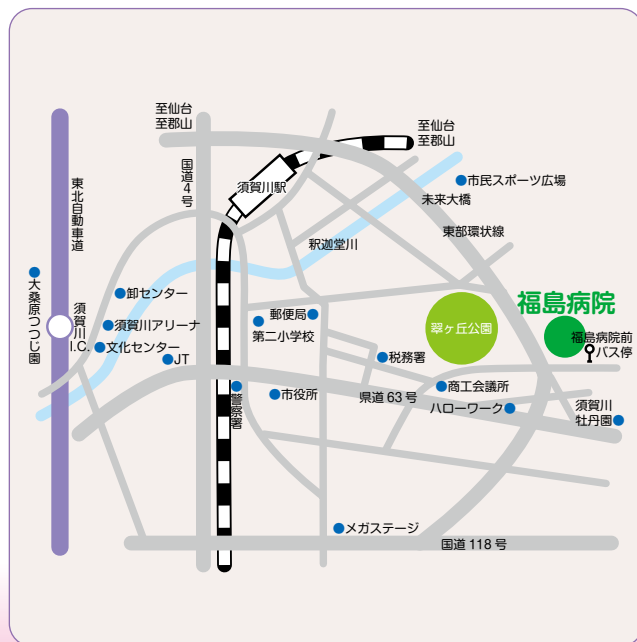 至仙台
至郡山
国道4号
東北自動車道
須賀川駅
至仙台
至郡山
市民スポーツ広場
未来大橋
東部環状線
釈迦堂川
大桑原つつじ園
須賀川
I.C.
卸センター
須賀川アリーナ
文化センター
JT
郵便局
第二小学校
税務署
翠ヶ丘公園
福島病院
福島病院前
バス停
警察署
市役所
県道63号
商工会議所
ハローワーク
須賀川
牡丹園
メガステージ
国道118号